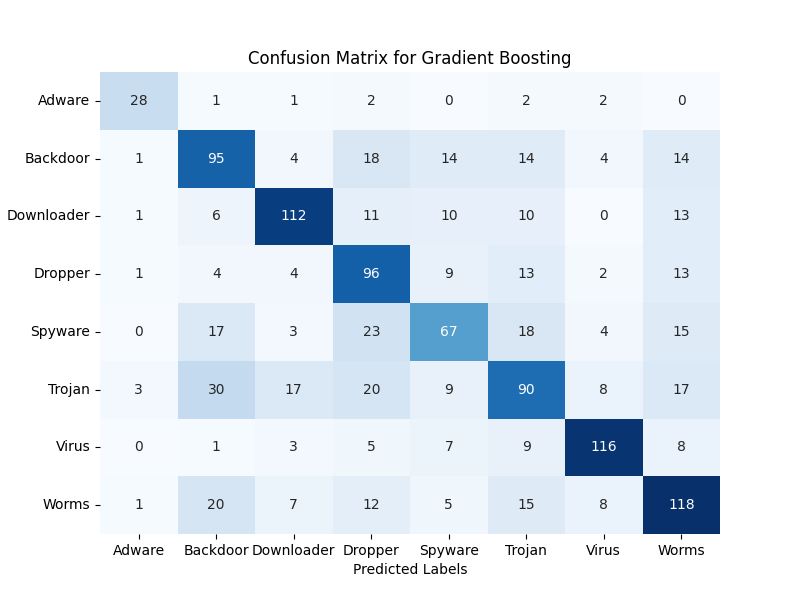 Confusion Matrix for Gradient Boosting
Adware 28 1 1 2 0 2 2 0
Backdoor 1 95 4 18 14 14 4 14
Downloader 1 6 112 11 10 10 0 13
Dropper 1 4 4 96 9 13 2 13
Spyware 0 17 3 23 67 18 4 15
Trojan 3 30 17 20 9 90 8 17
Virus 0 1 3 5 7 9 116 8
Worms 1 20 7 12 5 15 8 118
Adware Backdoor Downloader Dropper Spyware Trojan Virus Worms
Predicted Labels